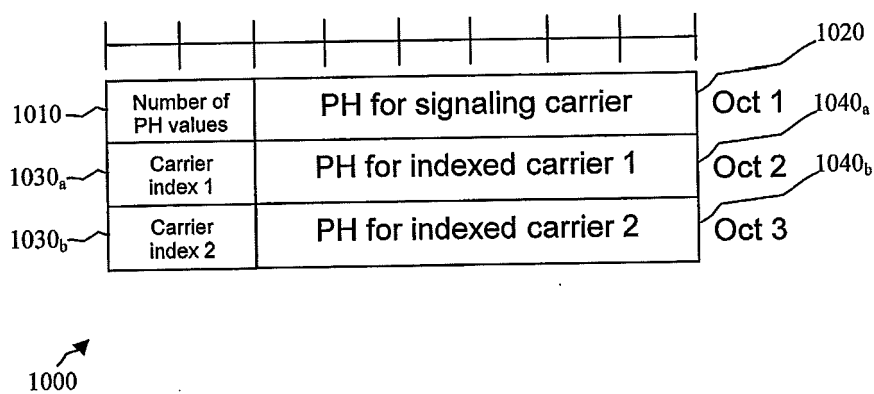 1020
1010
Number of
PH values
PH for signaling carrier
Oct 1
1040a
1030a
Carrier
index 1
PH for indexed carrier 1
Oct 2
1040b
1030b
Carrier
index 2
PH for indexed carrier 2
Oct 3
1000